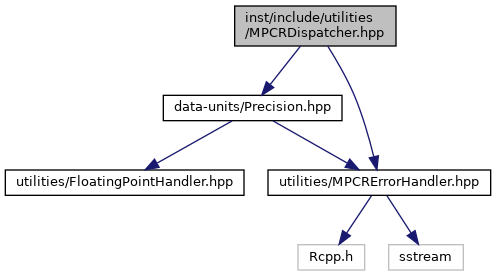 inst/include/utilities
/MPCRDispatcher.hpp
data-units/Precision.hpp
utilities/FloatingPointHandler.hpp
utilities/MPCRErrorHandler.hpp
Rcpp.h
sstream